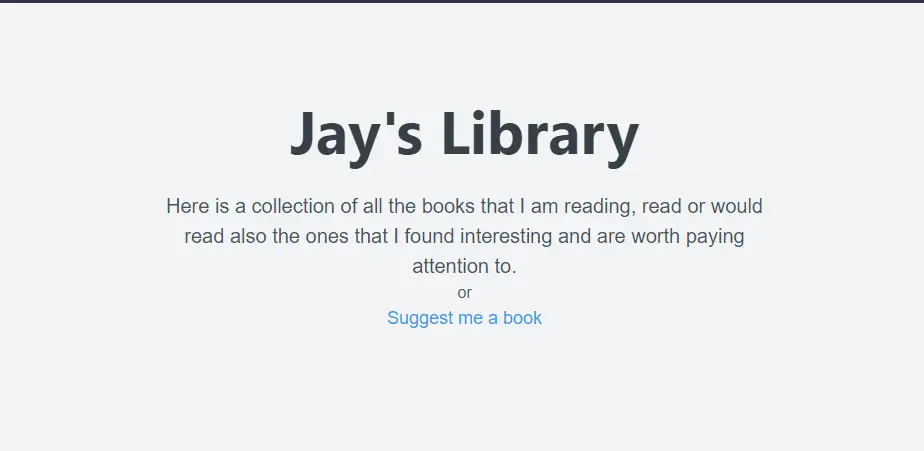 Jay's Library
Here is a collection of all the books that I am reading, read or would
read also the ones that I found interesting and are worth paying
attention to.
or
Suggest me a book